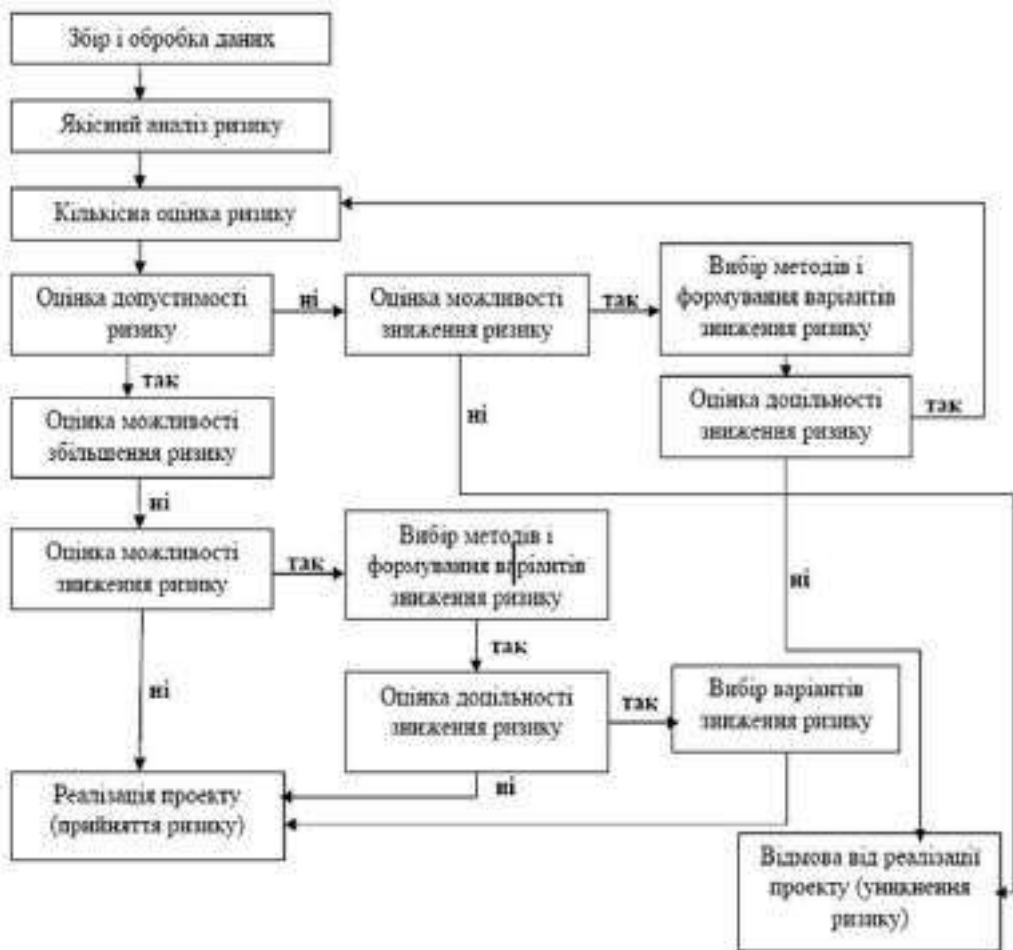 Збір і обробка даних
Якісний аналіз ризику
Кількісна оцінка ризику
Оцінка допустимості
ризику
ні
Оцінка можливості
зниження ризику
так
Вибір методів і
формування варіантів
зниження ризику
так
Оцінка можливості
збільшення ризику
ні
Оцінка доцільності
зниження ризику
так
ні
Оцінка можливості
зниження ризику
так
Вибір методів і
формування варіантів
зниження ризику
ні
так
ні
Оцінка доцільності
зниження ризику
так
Вибір варіантів
зниження ризику
ні
Реалізація проекту
(прийняття ризику)
Відмова від реалізації
проекту (уникнення
ризику)